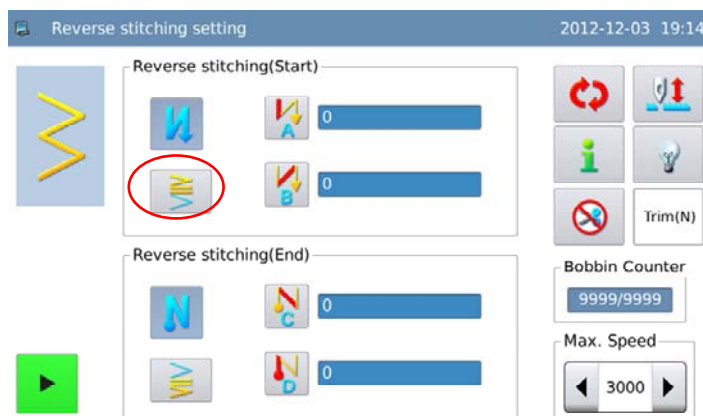 Reverse stitching setting 2012-12-03 19:14
Reverse stitching(Start)
A 0
B 0
Trim(N)
Reverse stitching(End)
C 0
D 0
Bobbin Counter
9999/9999
Max. Speed
3000